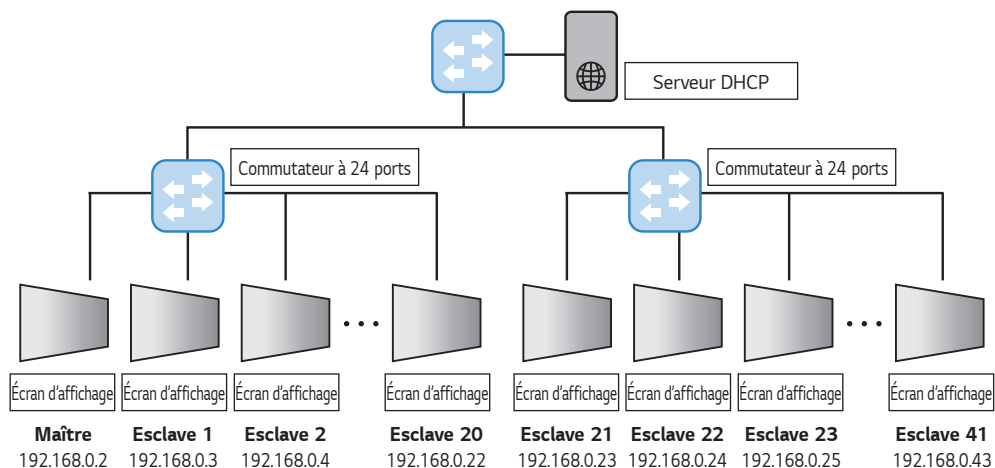 Serveur DHCP
Commutateur à 24 ports
Commutateur à 24 ports
Écran d'affichage
Écran d'affichage
Écran d'affichage
Écran d'affichage
Écran d'affichage
Écran d'affichage
Écran d'affichage
Écran d'affichage
Maître
Esclave 1
Esclave 2
Esclave 20
Esclave 21
Esclave 22
Esclave 23
Esclave 41
192.168.0.2
192.168.0.3
192.168.0.4
192.168.0.22
192.168.0.23
192.168.0.24
192.168.0.25
192.168.0.43